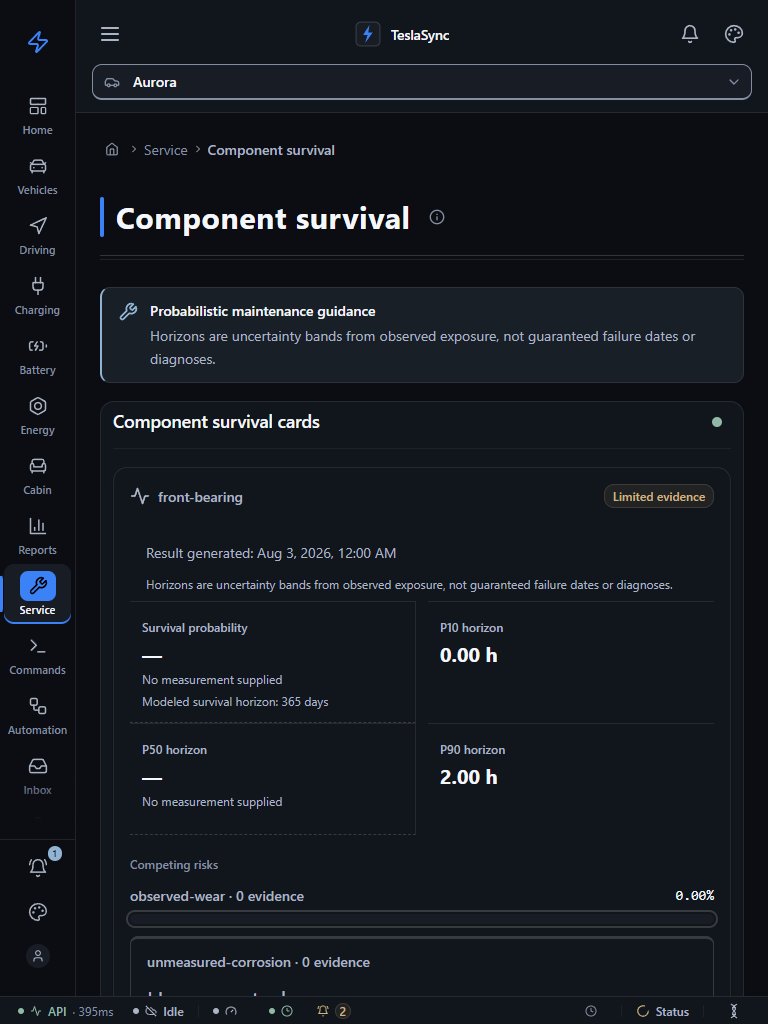 TeslaSync
Aurora
Home
Vehicles
Driving
Charging
Battery
Energy
Cabin
Reports
Service
Commands
Automation
Inbox
1
Service
Component survival
Component survival
Probabilistic maintenance guidance
Horizons are uncertainty bands from observed exposure, not guaranteed failure dates or
diagnoses.
Component survival cards
front-bearing
Limited evidence
Result generated: Aug 3, 2026, 12:00 AM
Horizons are uncertainty bands from observed exposure, not guaranteed failure dates or diagnoses.
Survival probability
—
No measurement supplied
Modeled survival horizon: 365 days
P10 horizon
0.00 h
P50 horizon
—
No measurement supplied
P90 horizon
2.00 h
Competing risks
observed-wear · 0 evidence
0.00%
unmeasured-corrosion · 0 evidence
API · 395ms
Idle
2
Status